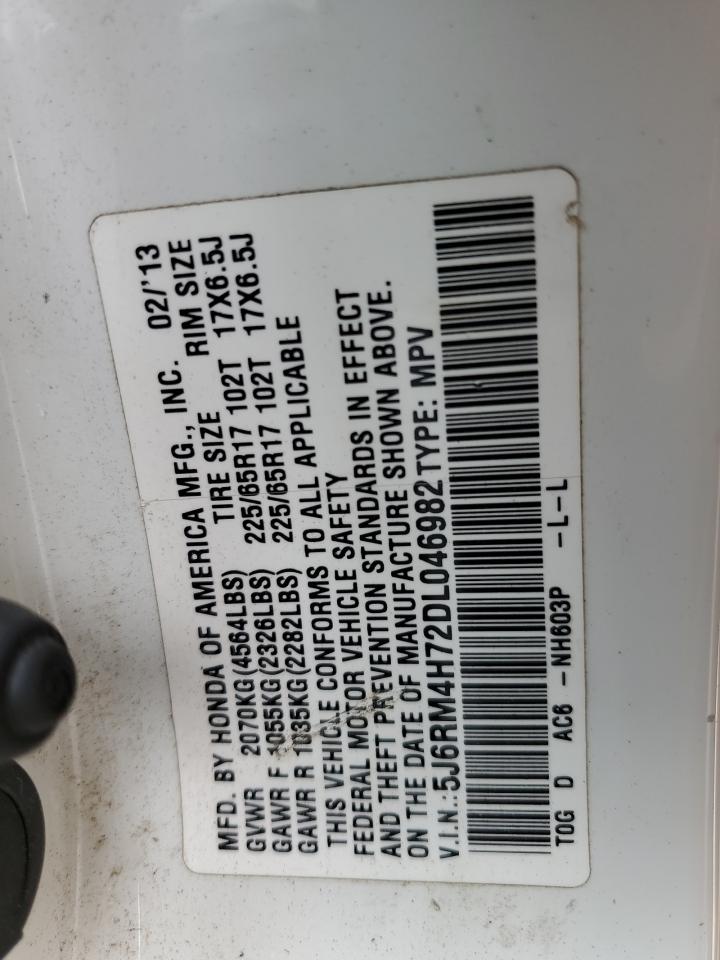 MFD. BY HONDA OF AMERICA MFG., INC. 02/'13
GVWR 2070KG(4564LBS) TIRE SIZE RIM SIZE
GAWR F 1055KG(2326LBS) 225/65R17 102T 17X6.5J
GAWR R 1035KG(2282LBS) 225/65R17 102T 17X6.5J
THIS VEHICLE CONFORMS TO ALL APPLICABLE
FEDERAL MOTOR VEHICLE SAFETY
AND THEFT PREVENTION STANDARDS IN EFFECT
ON THE DATE OF MANUFACTURE SHOWN ABOVE.
V.I.N.:5J6RM4H72DL046982 TYPE: MPV
TOG D AC6 -NH603P -L-L